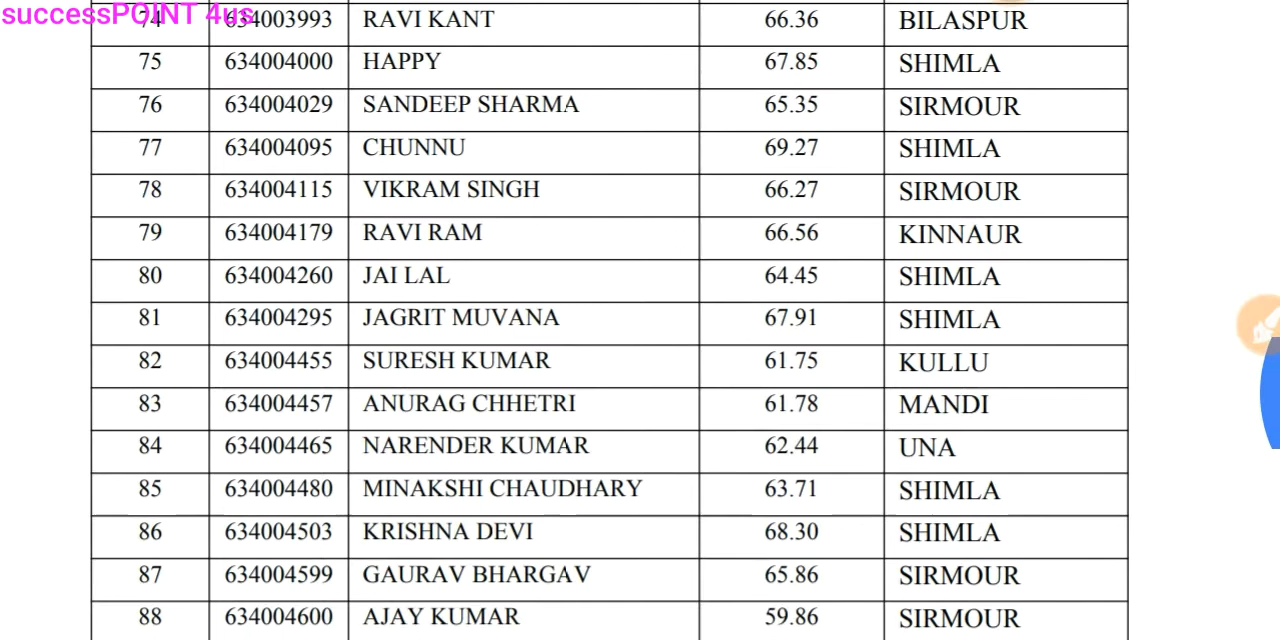 successPOINT 4us
74 634003993 RAVI KANT 66.36 BILASPUR
75 634004000 HAPPY 67.85 SHIMLA
76 634004029 SANDEEP SHARMA 65.35 SIRMOUR
77 634004095 CHUNNU 69.27 SHIMLA
78 634004115 VIKRAM SINGH 66.27 SIRMOUR
79 634004179 RAVI RAM 66.56 KINNAUR
80 634004260 JAI LAL 64.45 SHIMLA
81 634004295 JAGRIT MUVANA 67.91 SHIMLA
82 634004455 SURESH KUMAR 61.75 KULLU
83 634004457 ANURAG CHHETRI 61.78 MANDI
84 634004465 NARENDER KUMAR 62.44 UNA
85 634004480 MINAKSHI CHAUDHARY 63.71 SHIMLA
86 634004503 KRISHNA DEVI 68.30 SHIMLA
87 634004599 GAURAV BHARGAV 65.86 SIRMOUR
88 634004600 AJAY KUMAR 59.86 SIRMOUR